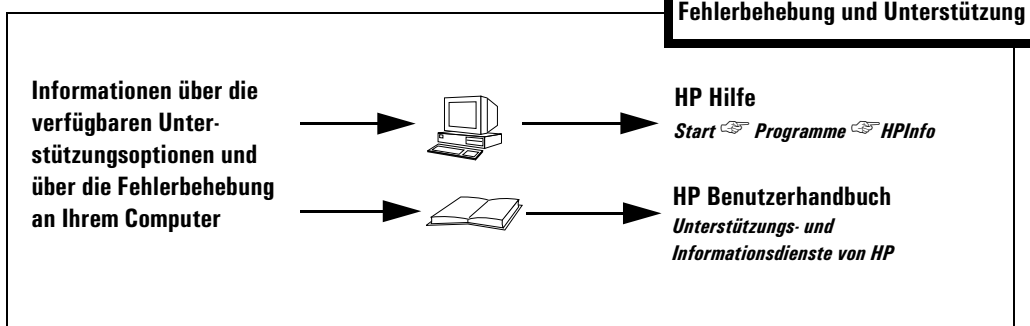 Fehlerbehebung und Unterstützung
Informationen über die
verfügbaren Unter-
stützungsoptionen und
über die Fehlerbehebung
an Ihrem Computer
HP Hilfe
Start ☞ Programme ☞ HPInfo
HP Benutzerhandbuch
Unterstützungs- und
Informationsdienste von HP